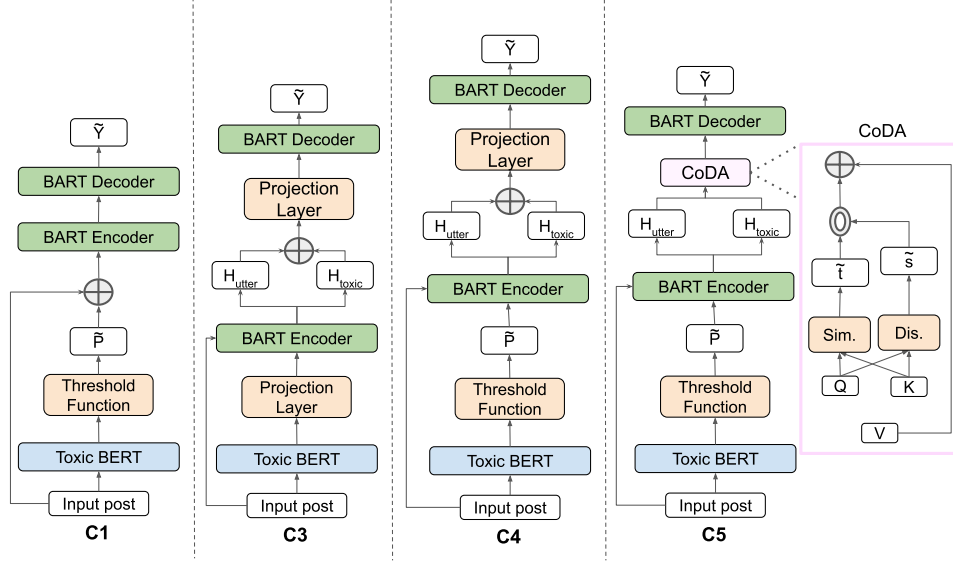 Ỹ
BART Decoder
BART Encoder
P̃
Threshold
Function
Toxic BERT
Input post
C1
Ỹ
BART Decoder
Projection
Layer
H_utter
H_toxic
BART Encoder
Projection
Layer
Toxic BERT
Input post
C3
Ỹ
BART Decoder
Projection
Layer
H_utter
H_toxic
BART Encoder
P̃
Threshold
Function
Toxic BERT
Input post
C4
Ỹ
BART Decoder
CoDA
H_utter
H_toxic
BART Encoder
P̃
Threshold
Function
Toxic BERT
Input post
C5
CoDA
t̃
s̃
Sim.
Dis.
Q
K
V